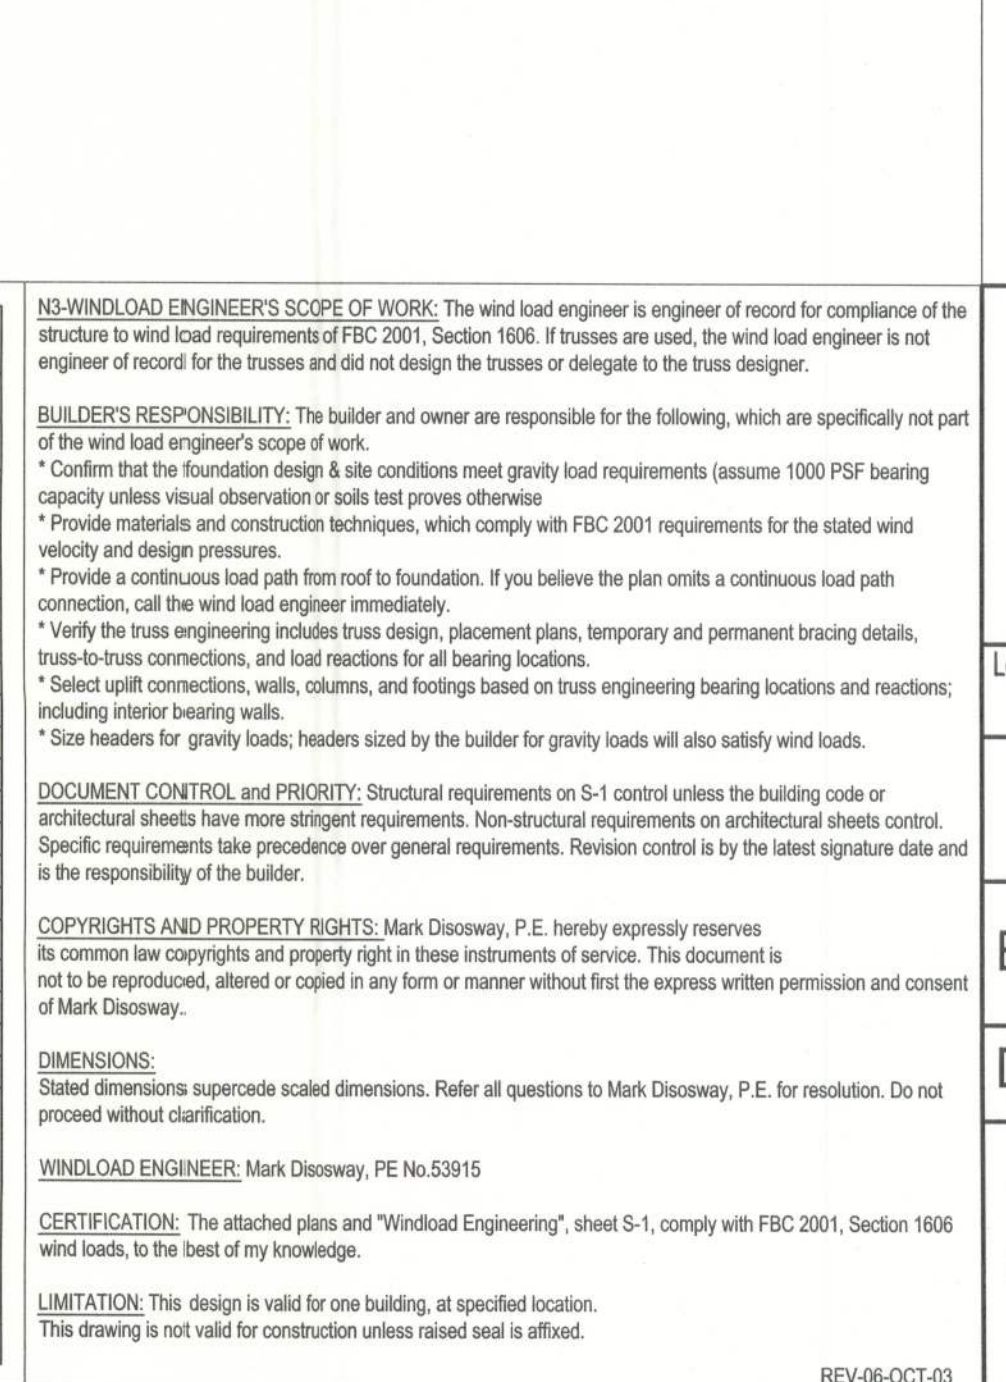 N3-WINDLOAD ENGINEER'S SCOPE OF WORK: The wind load engineer is engineer of record for compliance of the
structure to wind load requirements of FBC 2001, Section 1606. If trusses are used, the wind load engineer is not
engineer of record for the trusses and did not design the trusses or delegate to the truss designer.
BUILDER'S RESPONSIBILITY: The builder and owner are responsible for the following, which are specifically not part
of the wind load engineer's scope of work.
* Confirm that the foundation design & site conditions meet gravity load requirements (assume 1000 PSF bearing
capacity unless visual observation or soils test proves otherwise
* Provide materials and construction techniques, which comply with FBC 2001 requirements for the stated wind
velocity and design pressures.
* Provide a continuous load path from roof to foundation. If you believe the plan omits a continuous load path
connection, call the wind load engineer immediately.
* Verify the truss engineering includes truss design, placement plans, temporary and permanent bracing details,
truss-to-truss connections, and load reactions for all bearing locations.
* Select uplift connections, walls, columns, and footings based on truss engineering bearing locations and reactions;
including interior bearing walls.
* Size headers for gravity loads; headers sized by the builder for gravity loads will also satisfy wind loads.
DOCUMENT CONTROL and PRIORITY: Structural requirements on S-1 control unless the building code or
architectural sheets have more stringent requirements. Non-structural requirements on architectural sheets control.
Specific requirements take precedence over general requirements. Revision control is by the latest signature date and
is the responsibility of the builder.
COPYRIGHTS AND PROPERTY RIGHTS: Mark Disosway, P.E. hereby expressly reserves
its common law copyrights and property right in these instruments of service. This document is
not to be reproduced, altered or copied in any form or manner without first the express written permission and consent
of Mark Disosway..
DIMENSIONS:
Stated dimensions supercede scaled dimensions. Refer all questions to Mark Disosway, P.E. for resolution. Do not
proceed without clarification.
WINDLOAD ENGINEER: Mark Disosway, PE No.53915
CERTIFICATION: The attached plans and "Windload Engineering", sheet S-1, comply with FBC 2001, Section 1606
wind loads, to the best of my knowledge.
LIMITATION: This design is valid for one building, at specified location.
This drawing is not valid for construction unless raised seal is affixed.
REV-06-OCT-03